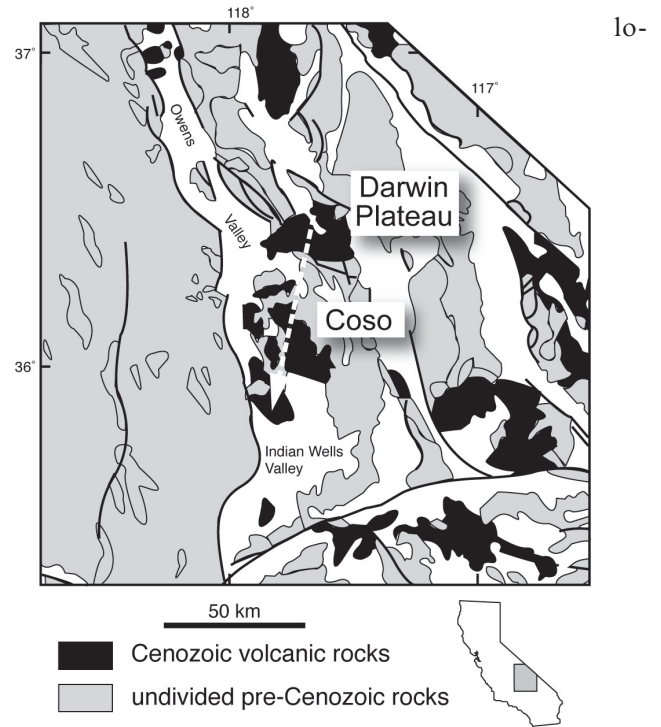 118°
lo-
37°
117°
Owens
Darwin
Plateau
Valley
Coso
36°
Indian Wells
Valley
50 km
Cenozoic volcanic rocks
undivided pre-Cenozoic rocks